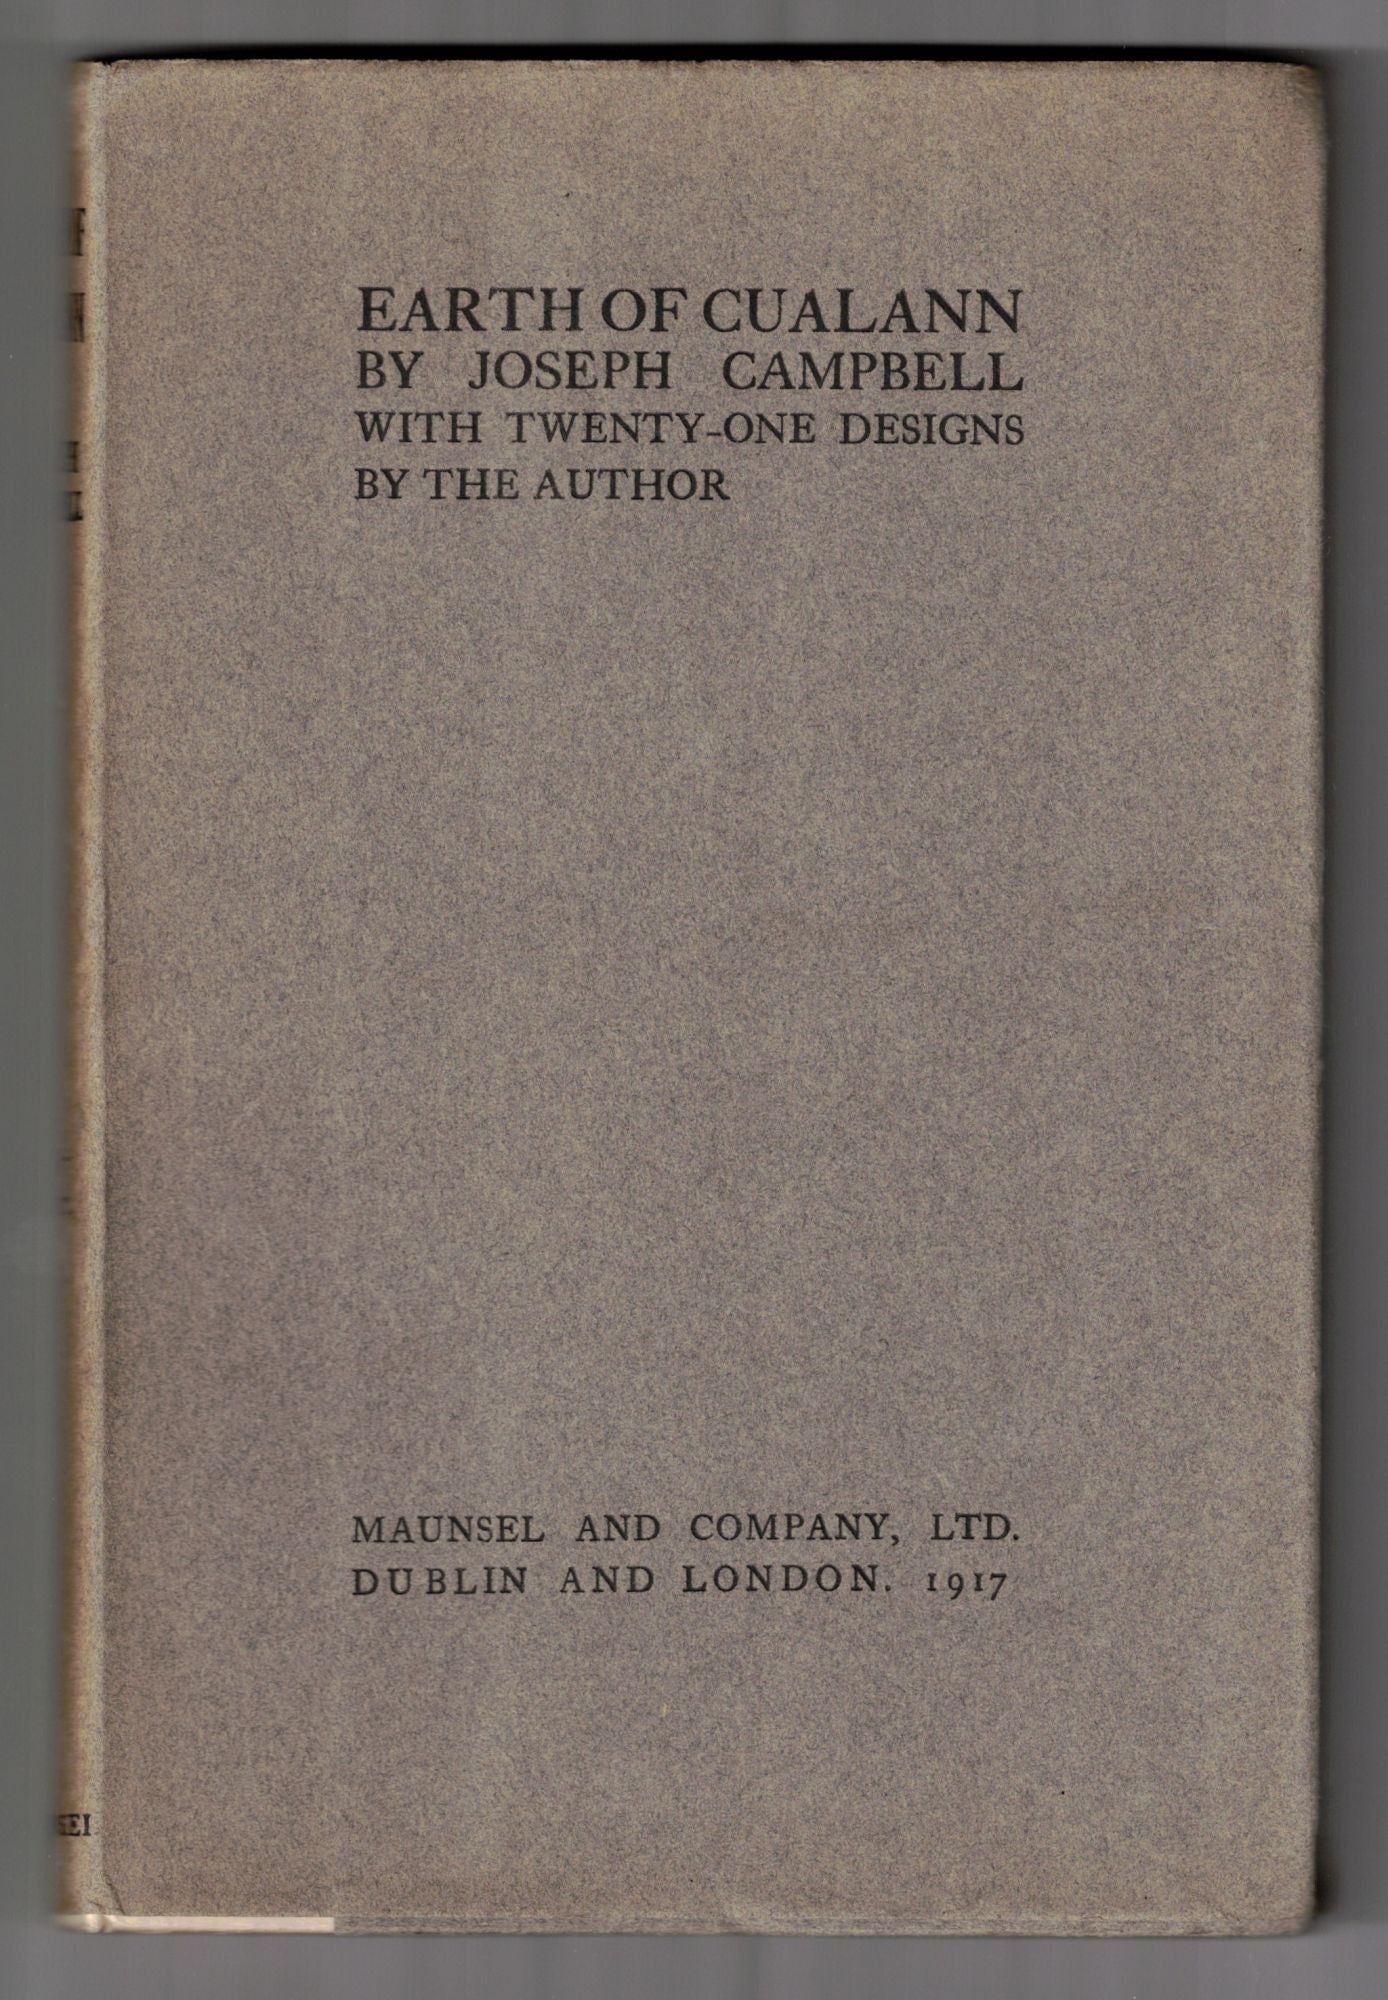 EARTH OF CUALANN
BY JOSEPH CAMPBELL
WITH TWENTY-ONE DESIGNS
BY THE AUTHOR
MAUNSEL AND COMPANY, LTD.
DUBLIN AND LONDON. 1917